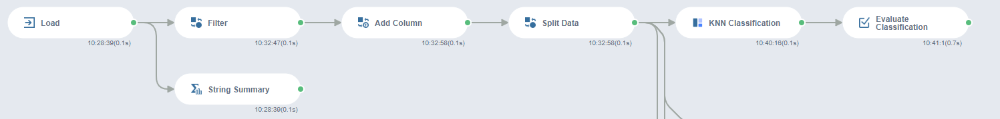 Load
Filter
Add Column
Split Data
KNN Classification
Evaluate
Classification
10:28:39(0.1s)
10:32:47(0.1s)
10:32:58(0.1s)
10:32:58(0.1s)
10:40:16(0.1s)
10:41:1(0.7s)
String Summary
10:28:39(0.1s)